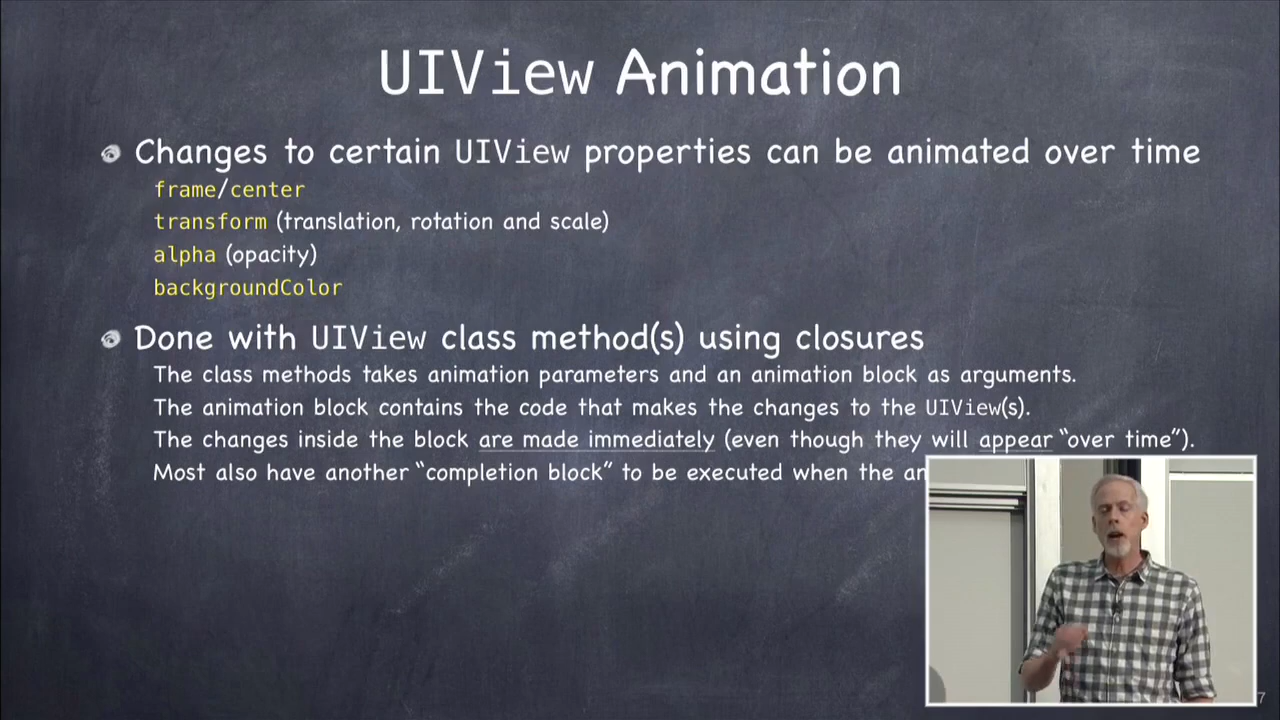 UIView Animation
Changes to certain UIView properties can be animated over time
frame/center
transform (translation, rotation and scale)
alpha (opacity)
backgroundColor
Done with UIView class method(s) using closures
The class methods takes animation parameters and an animation block as arguments.
The animation block contains the code that makes the changes to the UIView(s).
The changes inside the block are made immediately (even though they will appear “over time”).
Most also have another “completion block” to be executed when the an
7